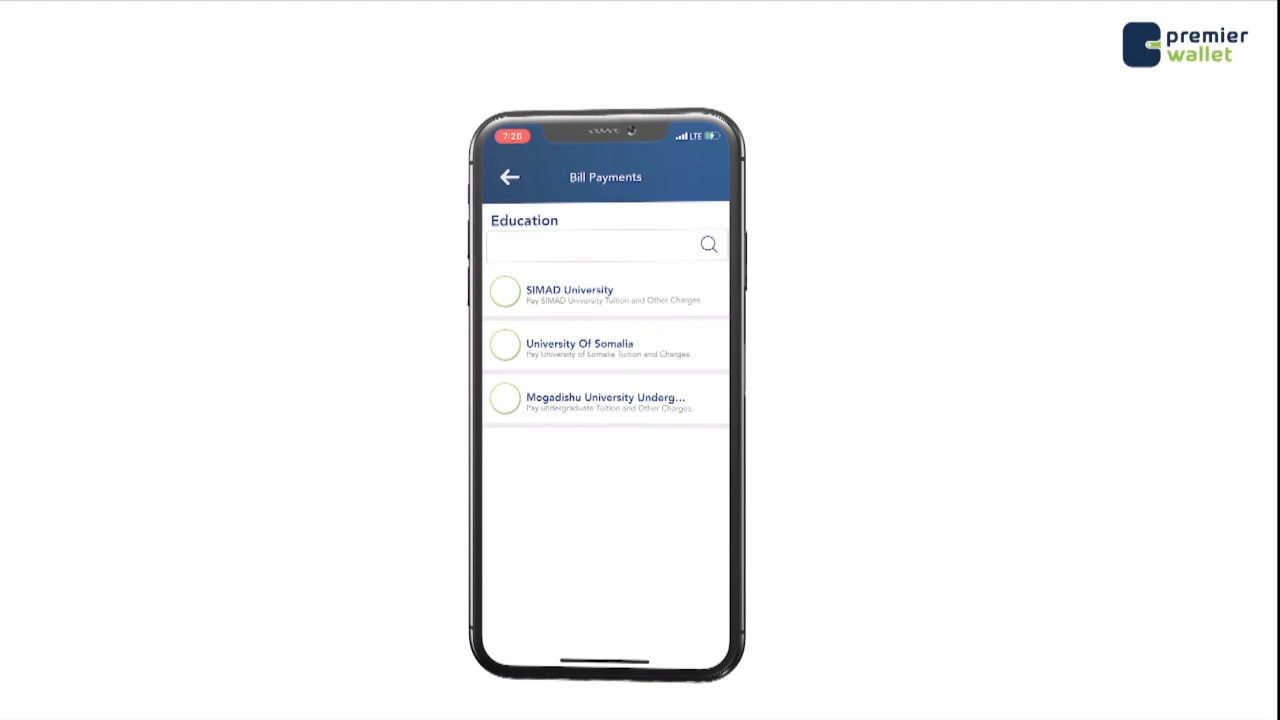 premier
wallet
7:26
LTE
Bill Payments
Education
SIMAD University
Pay SIMAD University Tuition and Other Charges.
University Of Somalia
Pay University of Somalia Tuition and Charges.
Mogadishu University Underg...
Pay undergraduate Tuition and Other Charges.